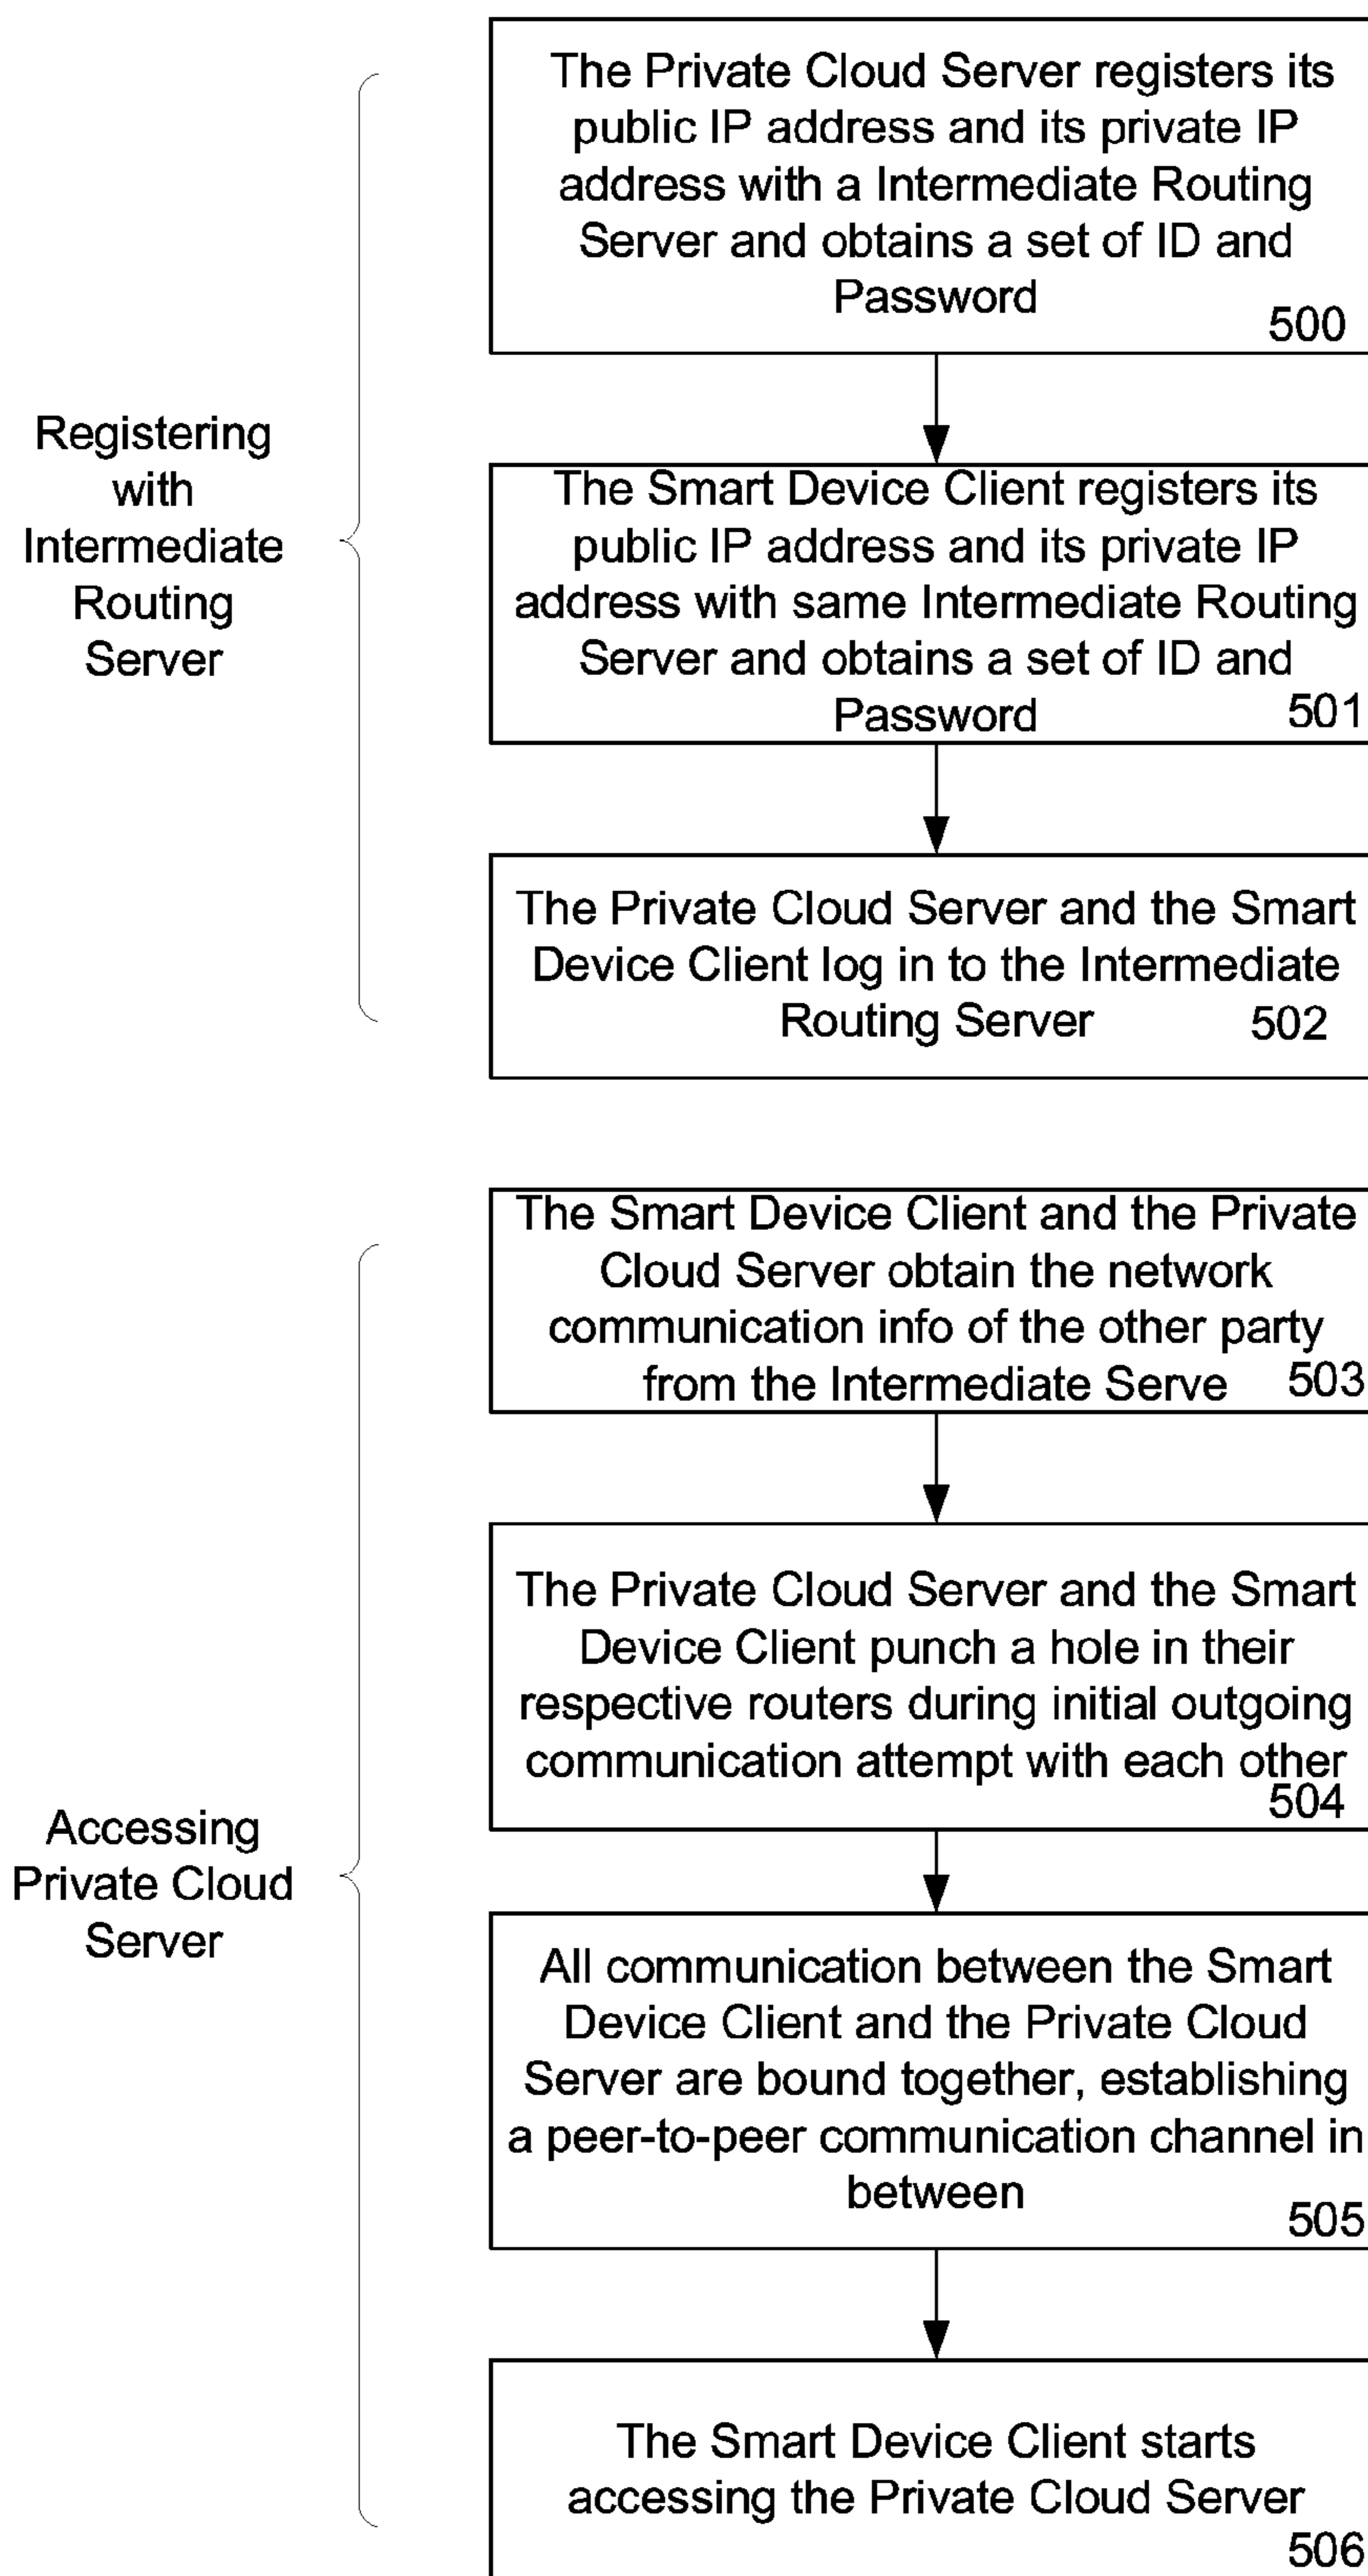 The Private Cloud Server registers its
public IP address and its private IP
address with a Intermediate Routing
Server and obtains a set of ID and
Password
500
Registering
with
Intermediate
Routing
Server
The Smart Device Client registers its
public IP address and its private IP
address with same Intermediate Routing
Server and obtains a set of ID and
Password
501
The Private Cloud Server and the Smart
Device Client log in to the Intermediate
Routing Server
502
The Smart Device Client and the Private
Cloud Server obtain the network
communication info of the other party
from the Intermediate Serve
503
The Private Cloud Server and the Smart
Device Client punch a hole in their
respective routers during initial outgoing
communication attempt with each other
504
Accessing
Private Cloud
Server
All communication between the Smart
Device Client and the Private Cloud
Server are bound together, establishing
a peer-to-peer communication channel in
between
505
The Smart Device Client starts
accessing the Private Cloud Server
506